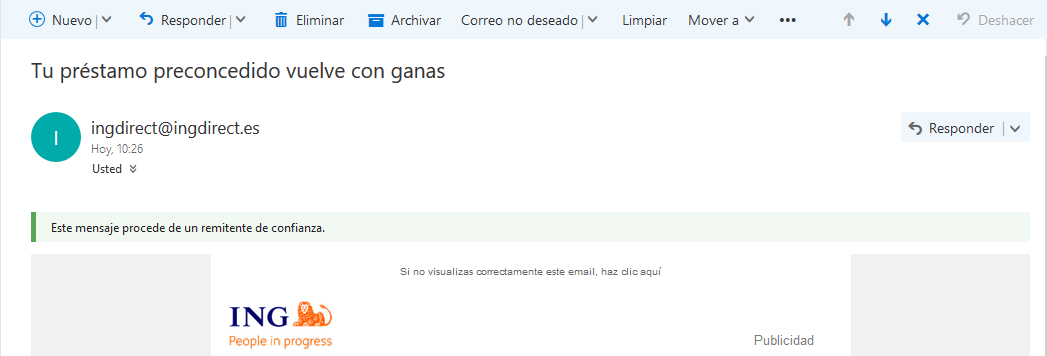 Nuevo Responder Eliminar Archivar Correo no deseado Limpiar Mover a ••• Deshacer
Tu préstamo preconcedido vuelve con ganas
I
ingdirect@ingdirect.es
Hoy, 10:26
Usted
Responder
Este mensaje procede de un remitente de confianza.
Si no visualizas correctamente este email, haz clic aquí
ING
People in progress
Publicidad